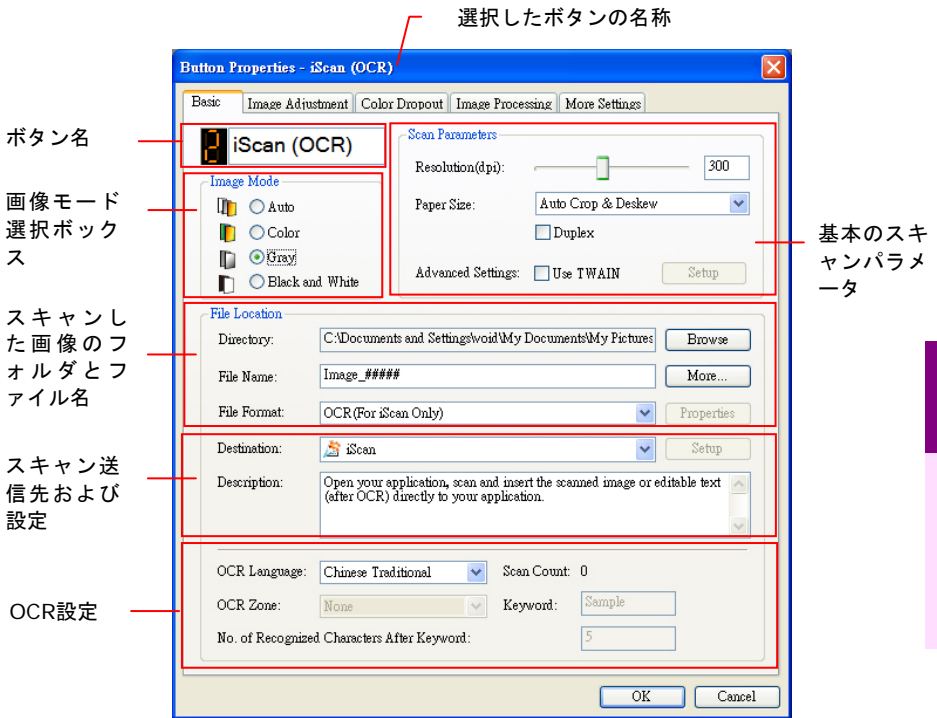 選択したボタンの名称
Button Properties - iScan (OCR)
Basic Image Adjustment Color Dropout Image Processing More Settings
ボタン名
2 iScan (OCR)
画像モード
選択ボック
ス
Image Mode
Auto
Color
Gray
Black and White
Scan Parameters
Resolution(dpi): 300
Paper Size: Auto Crop & Deskew
Duplex
Advanced Settings: Use TWAIN Setup
基本のスキ
ャンパラメ
ータ
スキャンし
た画像のフ
ォルダとフ
ァイル名
File Location
Directory: C:\Documents and Settings\void\My Documents\My Pictures Browse
File Name: Image_##### More...
File Format: OCR(For iScan Only) Properties
スキャン送
信先および
設定
Destination: iScan Setup
Description: Open your application, scan and insert the scanned image or editable text
(after OCR) directly to your application.
OCR設定
OCR Language: Chinese Traditional Scan Count: 0
OCR Zone: None Keyword: Sample
No. of Recognized Characters After Keyword: 5
OK Cancel